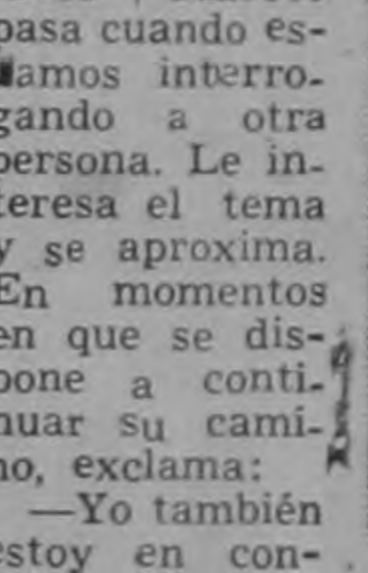 pasa cuando es-
tamos interro-
gando a otra
persona. Le in-
teresa el tema
y se aproxima.
En momentos
en que se dis-
pone a conti-
nuar su cami-
no, exclama:
—Yo también
estoy en con-